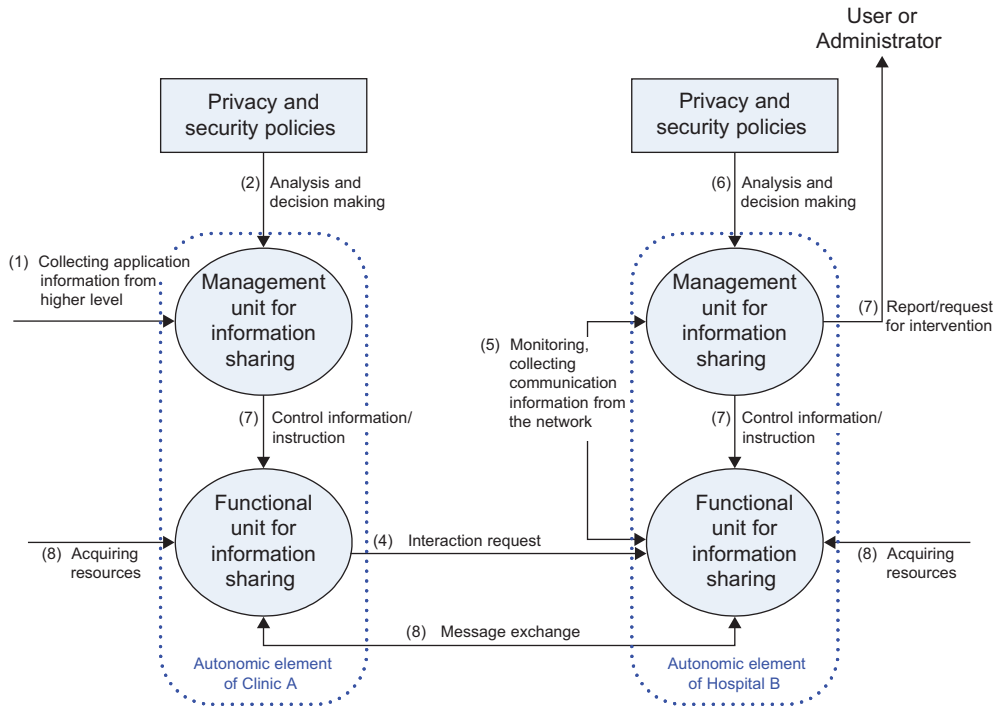 User or
Administrator
Privacy and
security policies
Privacy and
security policies
(2) Analysis and
decision making
(6) Analysis and
decision making
(1) Collecting application
information from
higher level
Management
unit for
information
sharing
Management
unit for
information
sharing
(7) Report/request
for intervention
(5) Monitoring,
collecting
communication
information from
the network
(7) Control information/
instruction
(7) Control information/
instruction
Functional
unit for
information
sharing
Functional
unit for
information
sharing
(8) Acquiring
resources
(4) Interaction request
(8) Acquiring
resources
(8) Message exchange
Autonomic element
of Clinic A
Autonomic element
of Hospital B